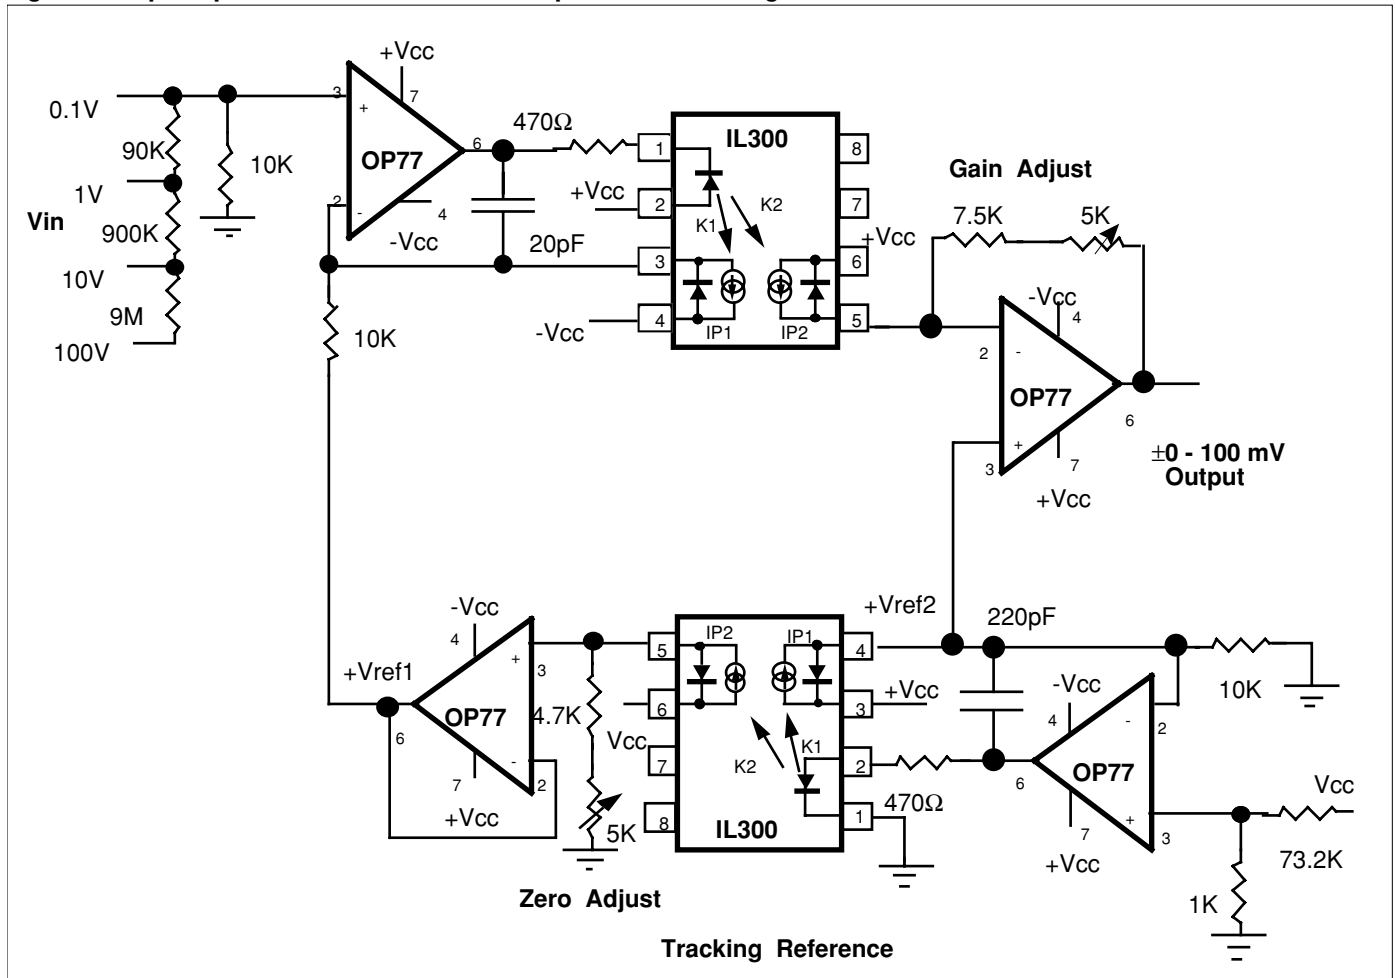 +Vcc
0.1V
3
+
7
90K
10K
OP77
6
470Ω
1
IL300
8
1V
2
-
4
+Vcc
2
K1
K2
7
Gain Adjust
Vin
900K
-Vcc
20pF
3
+Vcc
6
7.5K
5K
10V
9M
10K
-Vcc
4
IP1
IP2
5
100V
-Vcc
4
2
-
OP77
6
+
3
7
+Vcc
±0 - 100 mV
Output
-Vcc
4
+
3
5
IP2
IP1
4
+Vref2
220pF
+Vref1
OP77
6
4.7K
6
3
+Vcc
-Vcc
4
-
2
10K
Vcc
7
-
2
7
K2
K1
2
6
OP77
+Vcc
5K
8
IL300
1
470Ω
7
+
3
+Vcc
Vcc
73.2K
1K
Zero Adjust
Tracking Reference